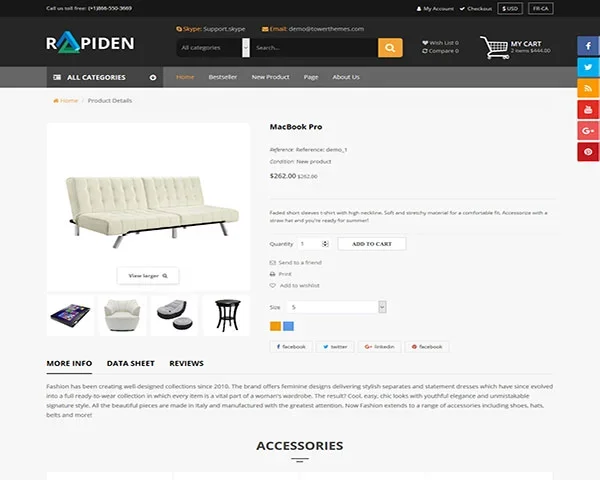 Call us toll free: (+1)866-550-3669
My Account Checkout $ USD FR-CA
Skype: Support.skype Email: demo@towerthemes.com
RAPIDEN
All categories Search...
Wish List 0
Compare 0
MY CART
2 items $444.00
ALL CATEGORIES Home Bestseller New Product Page About Us
Home / Product Details
MacBook Pro
Reference: Reference: demo_1
Condition: New product
$262.00 $262.00
Faded short sleeves t-shirt with high neckline. Soft and stretchy material for a comfortable fit. Accessorize with a
straw hat and you're ready for summer!
Quantity 1 ADD TO CART
Send to a friend
Print
Add to wishlist
View larger
Size S
facebook twitter linkedin facebook
MORE INFO DATA SHEET REVIEWS
Fashion has been creating well-designed collections since 2010. The brand offers feminine designs delivering stylish separates and statement dresses which have since evolved
into a full ready-to-wear collection in which every item is a vital part of a woman's wardrobe. The result? Cool, easy, chic looks with youthful elegance and unmistakable
signature style. All the beautiful pieces are made in Italy and manufactured with the greatest attention. Now Fashion extends to a range of accessories including shoes, hats,
belts and more!
ACCESSORIES